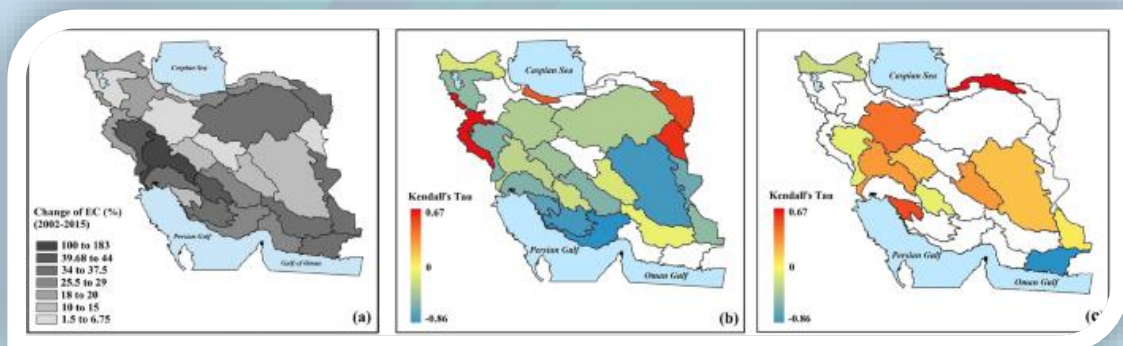 Caspian Sea
Change of EC (%)
(2002-2015)
100 to 183
39.68 to 44
34 to 37.5
25.5 to 29
18 to 20
10 to 15
1.5 to 6.75
Persian Gulf
Gulf of Oman
(a)
Caspian Sea
Kendall's Tau
0.67
0
-0.86
Persian Gulf
Oman Gulf
(b)
Caspian Sea
Kendall's Tau
0.67
0
-0.86
Persian Gulf
Oman Gulf
(c)